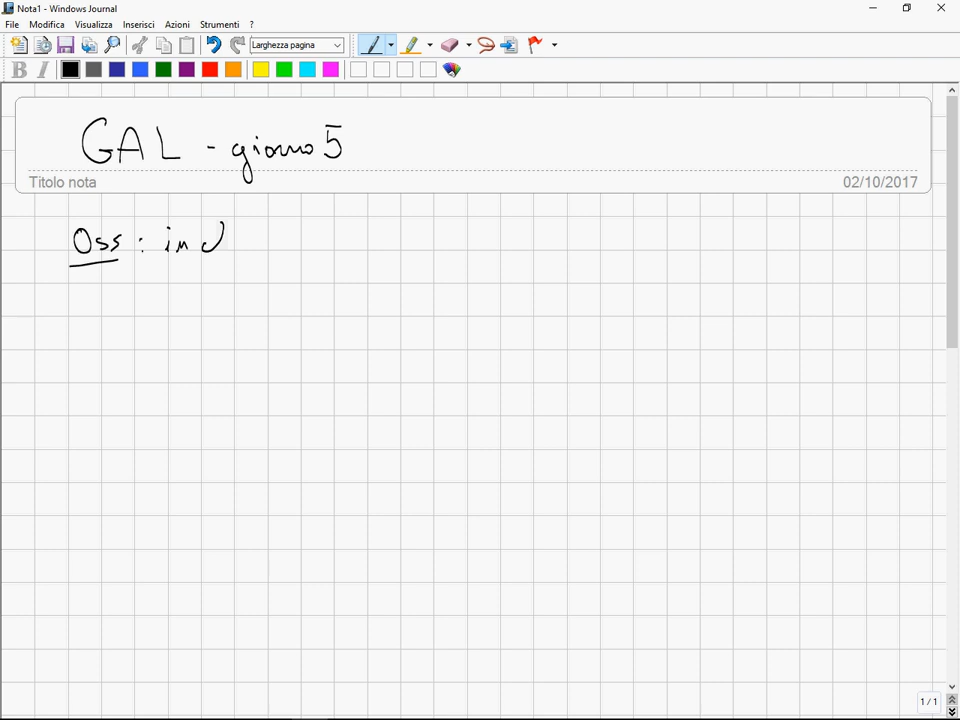 Nota1 - Windows Journal
File Modifica Visualizza Inserisci Azioni Strumenti ?
Larghezza pagina
B I
GAL - giorno 5
Titolo nota 02/10/2017
Oss : in
1 / 1